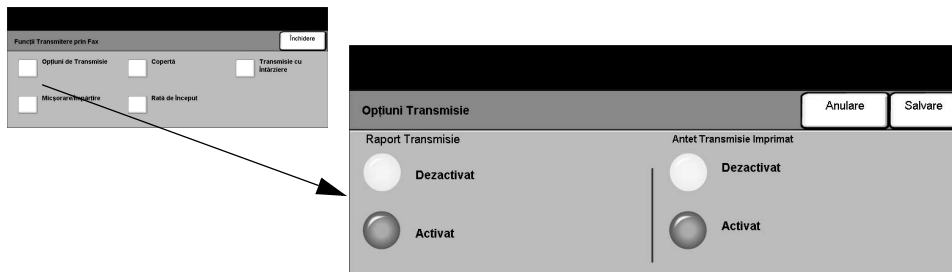 Funcții Transmitere prin Fax
Închidere
Opțiuni de Transmisie
Copertă
Transmisie cu
Întârziere
Micșorare/Împărțire
Rată de Început
Opțiuni Transmisie
Anulare
Salvare
Raport Transmisie
Antet Transmisie Imprimat
Dezactivat
Dezactivat
Activat
Activat